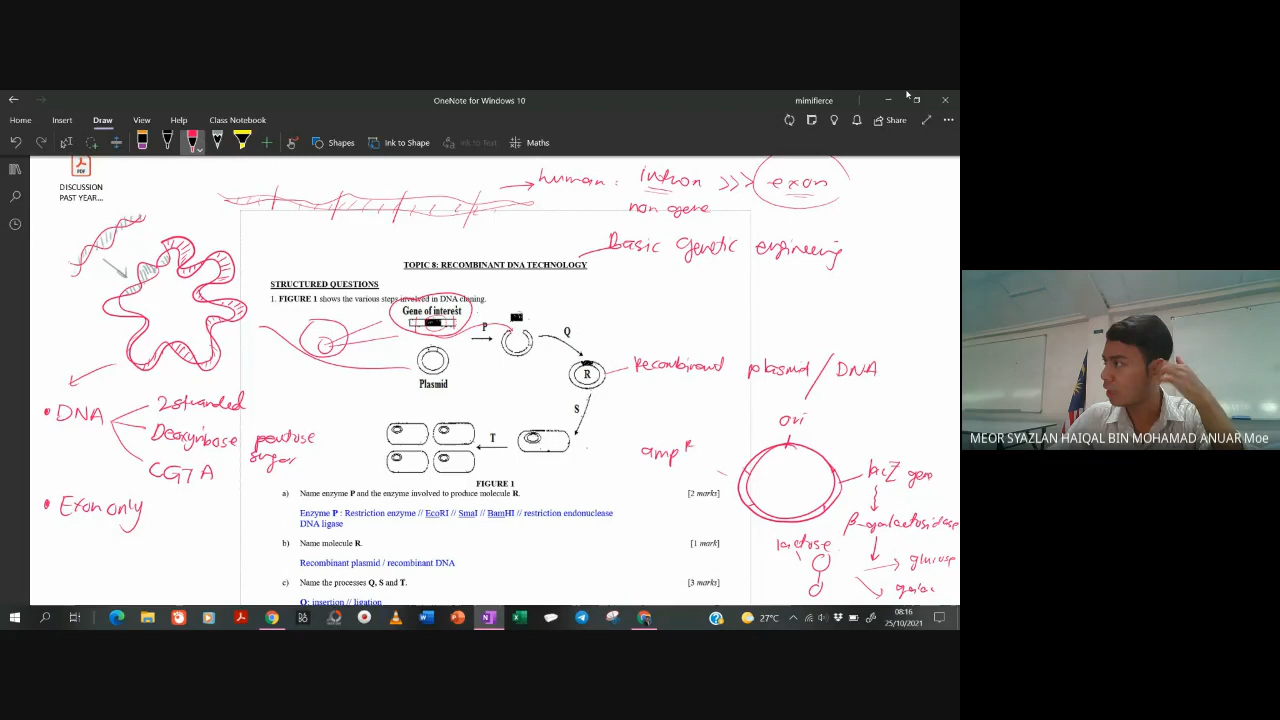 OneNote for Windows 10
mimifierce
Home Insert Draw View Help Class Notebook
Share
Shapes Ink to Shape Ink to Text Maths
PDF
DISCUSSION
PAST YEAR...
human : intron >>> exon
non gene
Basic Genetic engineering
TOPIC 8: RECOMBINANT DNA TECHNOLOGY
STRUCTURED QUESTIONS
1. FIGURE 1 shows the various steps involved in DNA cloning.
Gene of interest
P
Q
Plasmid
R
recombinand plasmid / DNA
S
T
• DNA
2 stranded
Deoxyribose pentose
sugar
CGTA
• Exon only
ori
amp R
lacZ gene
β-galactosidase
lactose
glucose
galac
FIGURE 1
a) Name enzyme P and the enzyme involved to produce molecule R. [2 marks]
Enzyme P : Restriction enzyme // EcoRI // SmaI // BamHI // restriction endonuclease
DNA ligase
b) Name molecule R. [1 mark]
Recombinant plasmid / recombinant DNA
c) Name the processes Q, S and T. [3 marks]
Q: insertion // ligation
27°C
08:16
25/10/2021
MEOR SYAZLAN HAIQAL BIN MOHAMAD ANUAR Moe